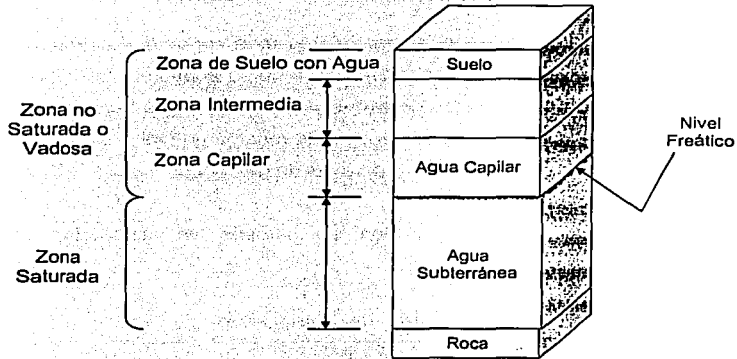 Zona de Suelo con Agua
Suelo
Zona no
Saturada o
Vadosa
Zona Intermedia
Nivel
Freático
Zona Capilar
Agua Capilar
Zona
Saturada
Agua
Subterránea
Roca